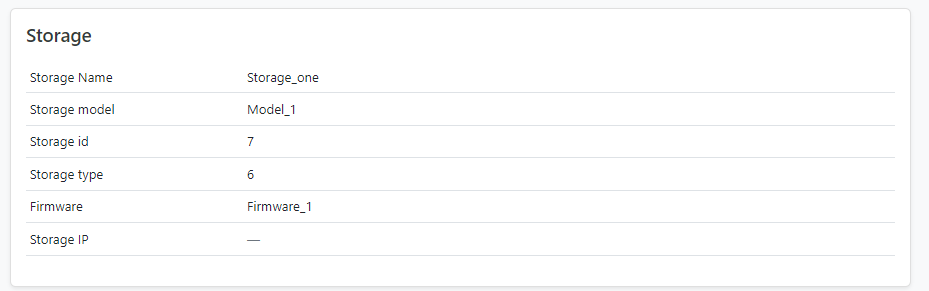 Storage
Storage Name Storage_one
Storage model Model_1
Storage id 7
Storage type 6
Firmware Firmware_1
Storage IP —